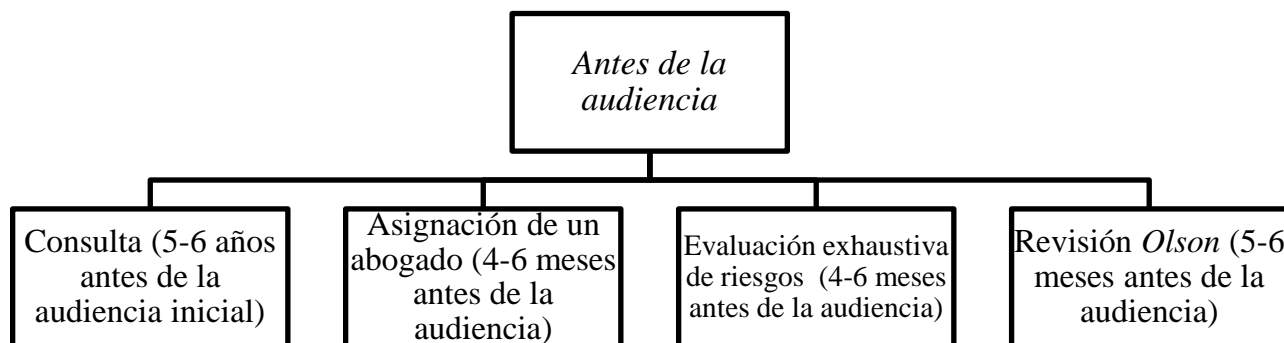 Antes de la
audiencia
Consulta (5-6 años
antes de la
audiencia inicial)
Asignación de un
abogado (4-6 meses
antes de la
audiencia)
Evaluación exhaustiva
de riesgos (4-6 meses
antes de la audiencia)
Revisión Olson (5-6
meses antes de la
audiencia)